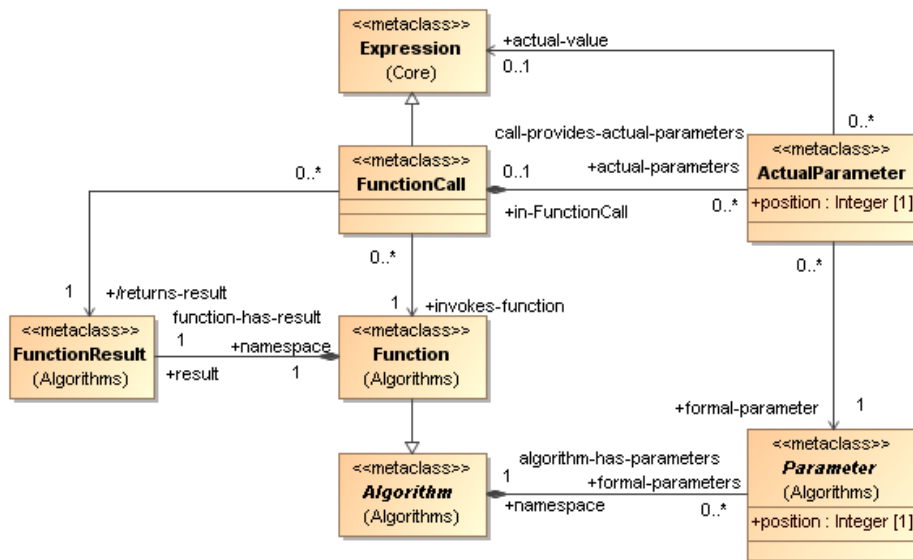 <<metaclass>>
Expression
(Core)
+actual-value
0..1
0..*
call-provides-actual-parameters
<<metaclass>>
FunctionCall
0..*
0..1
+actual-parameters
+in-FunctionCall
0..*
<<metaclass>>
ActualParameter
+position : Integer [1]
0..*
0..*
1
+/returns-result
1
+invokes-function
function-has-result
<<metaclass>>
FunctionResult
(Algorithms)
1
+namespace
+result
1
<<metaclass>>
Function
(Algorithms)
+formal-parameter
1
<<metaclass>>
Algorithm
(Algorithms)
algorithm-has-parameters
1
+formal-parameters
+namespace
0..*
<<metaclass>>
Parameter
(Algorithms)
+position : Integer [1]